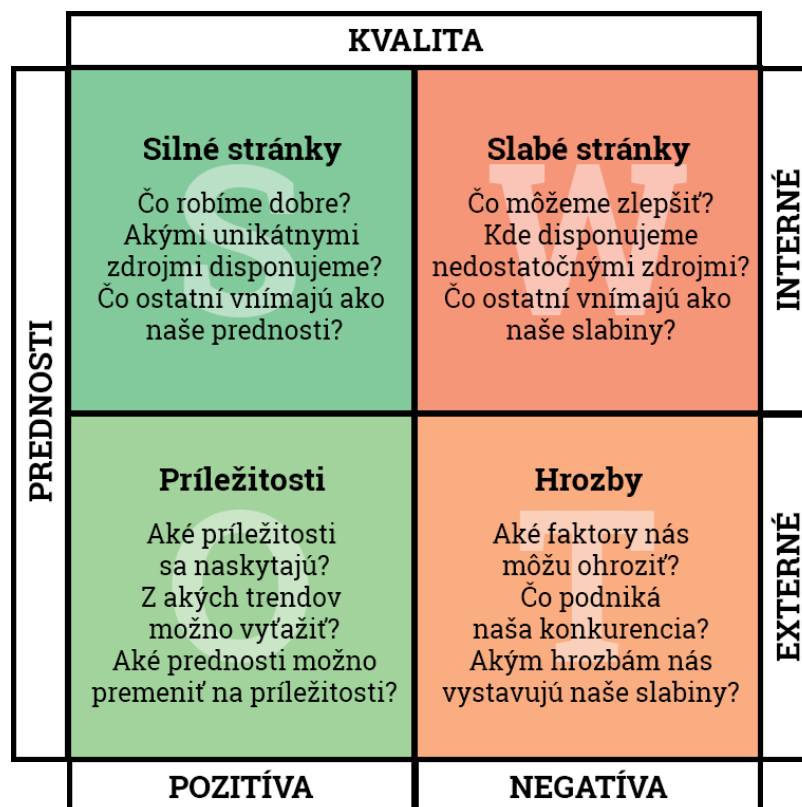 KVALITA
PREDNOSTI
S
Silné stránky
Čo robíme dobre?
Akými unikátnymi
zdrojmi disponujeme?
Čo ostatní vnímajú ako
naše prednosti?
W
Slabé stránky
Čo môžeme zlepšiť?
Kde disponujeme
nedostatočnými zdrojmi?
Čo ostatní vnímajú ako
naše slabiny?
INTERNÉ
O
Príležitosti
Aké príležitosti
sa naskytajú?
Z akých trendov
možno vyťažiť?
Aké prednosti možno
premeniť na príležitosti?
T
Hrozby
Aké faktory nás
môžu ohroziť?
Čo podniká
naša konkurencia?
Akým hrozbám nás
vystavujú naše slabiny?
EXTERNÉ
POZITÍVA
NEGATÍVA